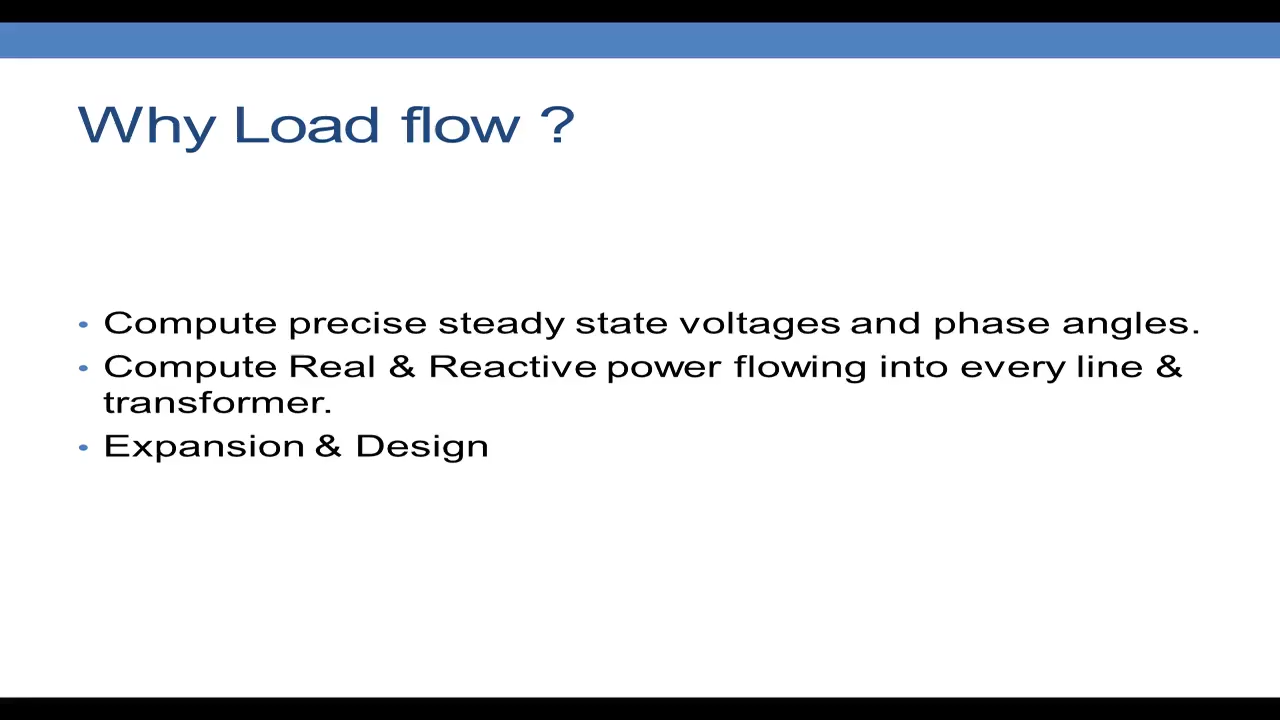 Why Load flow ?
• Compute precise steady state voltages and phase angles.
• Compute Real & Reactive power flowing into every line &
transformer.
• Expansion & Design